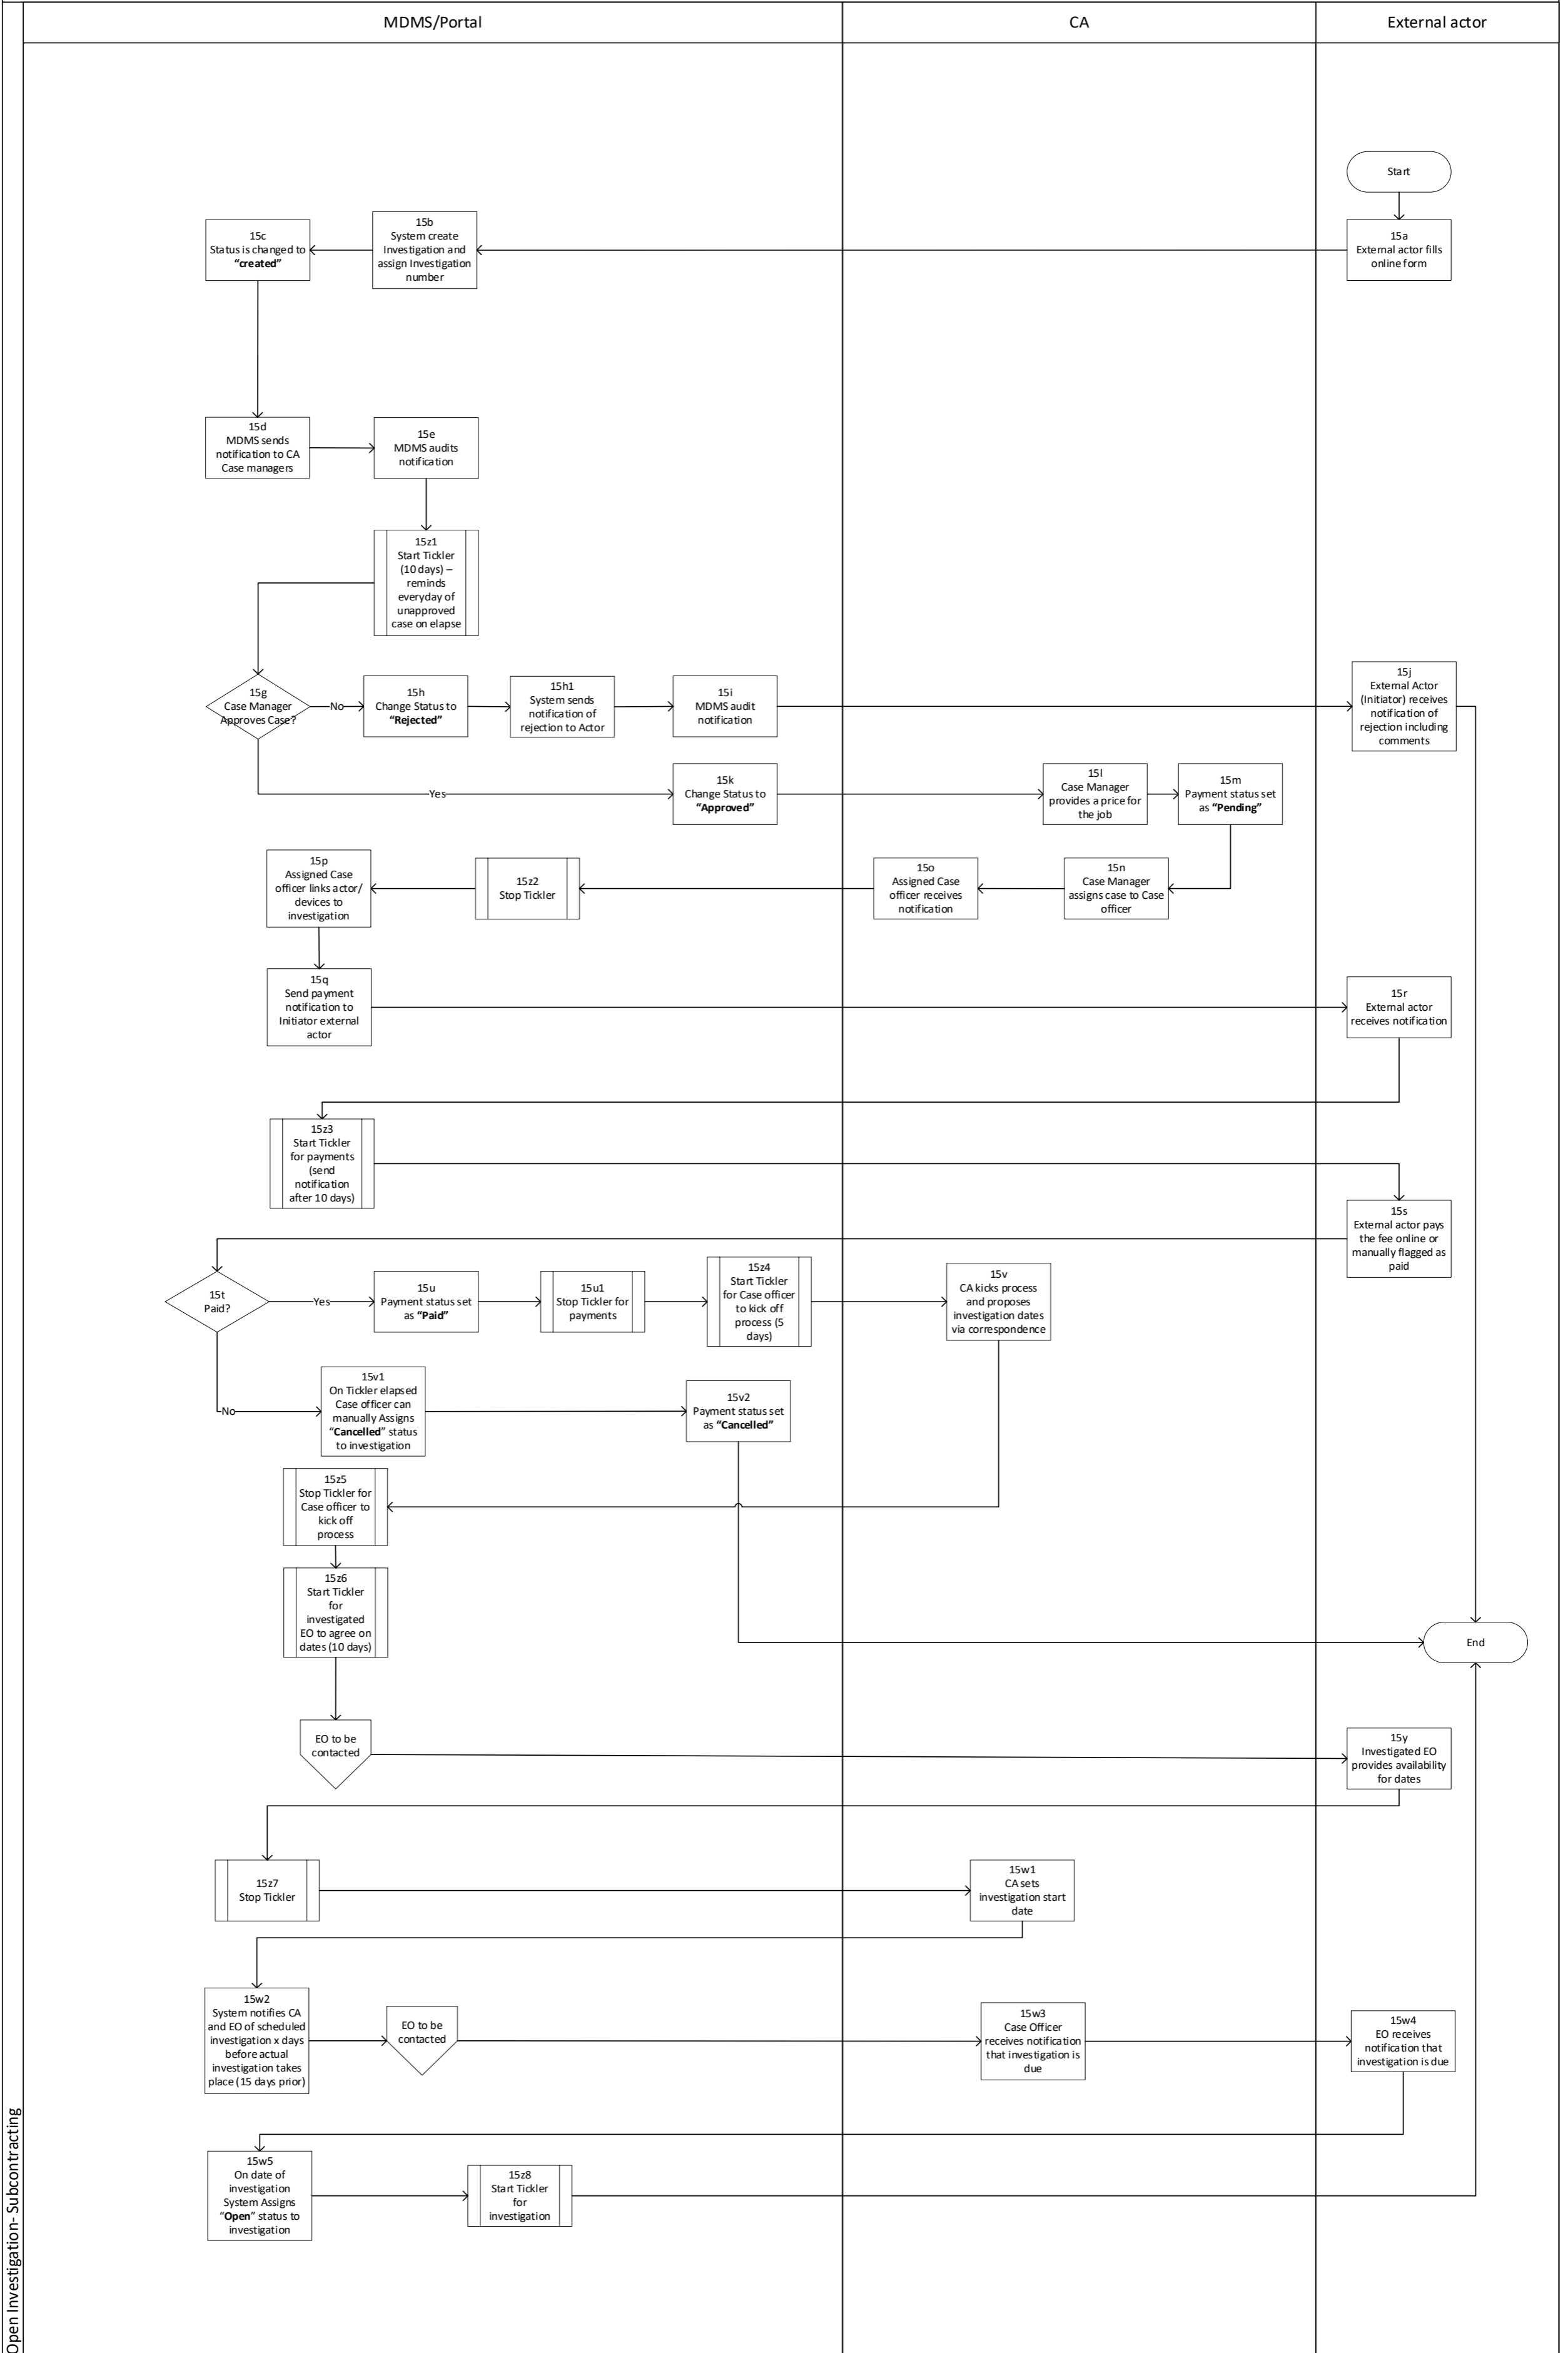 MDMS/Portal
CA
External actor
Start
15a
External actor fills
online form
15b
System create
Investigation and
assign Investigation
number
15c
Status is changed to
“created”
15d
MDMS sends
notification to CA
Case managers
15e
MDMS audits
notification
15z1
Start Tickler
(10 days) –
reminds
everyday of
unapproved
case on elapse
15g
Case Manager
Approves Case?
No
15h
Change Status to
“Rejected”
15h1
System sends
notification of
rejection to Actor
15i
MDMS audit
notification
15j
External Actor
(Initiator) receives
notification of
rejection including
comments
Yes
15k
Change Status to
“Approved”
15l
Case Manager
provides a price for
the job
15m
Payment status set
as “Pending”
15n
Case Manager
assigns case to Case
officer
15o
Assigned Case
officer receives
notification
15z2
Stop Tickler
15p
Assigned Case
officer links actor/
devices to
investigation
15q
Send payment
notification to
Initiator external
actor
15r
External actor
receives notification
15z3
Start Tickler
for payments
(send
notification
after 10 days)
15s
External actor pays
the fee online or
manually flagged as
paid
15t
Paid?
Yes
15u
Payment status set
as “Paid”
15u1
Stop Tickler for
payments
15z4
Start Tickler
for Case officer
to kick off
process (5
days)
15v
CA kicks process
and proposes
investigation dates
via correspondence
No
15v1
On Tickler elapsed
Case officer can
manually Assigns
“Cancelled” status
to investigation
15v2
Payment status set
as “Cancelled”
15z5
Stop Tickler for
Case officer to
kick off
process
15z6
Start Tickler
for
investigated
EO to agree on
dates (10 days)
End
EO to be
contacted
15y
Investigated EO
provides availability
for dates
15z7
Stop Tickler
15w1
CA sets
investigation start
date
15w2
System notifies CA
and EO of scheduled
investigation x days
before actual
investigation takes
place (15 days prior)
EO to be
contacted
15w3
Case Officer
receives notification
that investigation is
due
15w4
EO receives
notification that
investigation is due
15w5
On date of
investigation
System Assigns
“Open” status to
investigation
15z8
Start Tickler
for
investigation
Open Investigation- Subcontracting